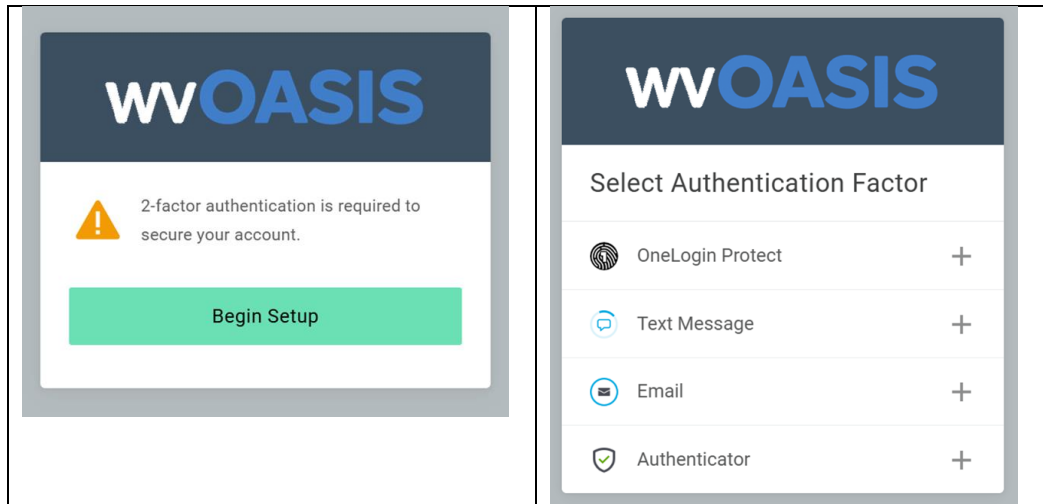 wvOASIS
2-factor authentication is required to
secure your account.
Begin Setup
wvOASIS
Select Authentication Factor
OneLogin Protect
Text Message
Email
Authenticator